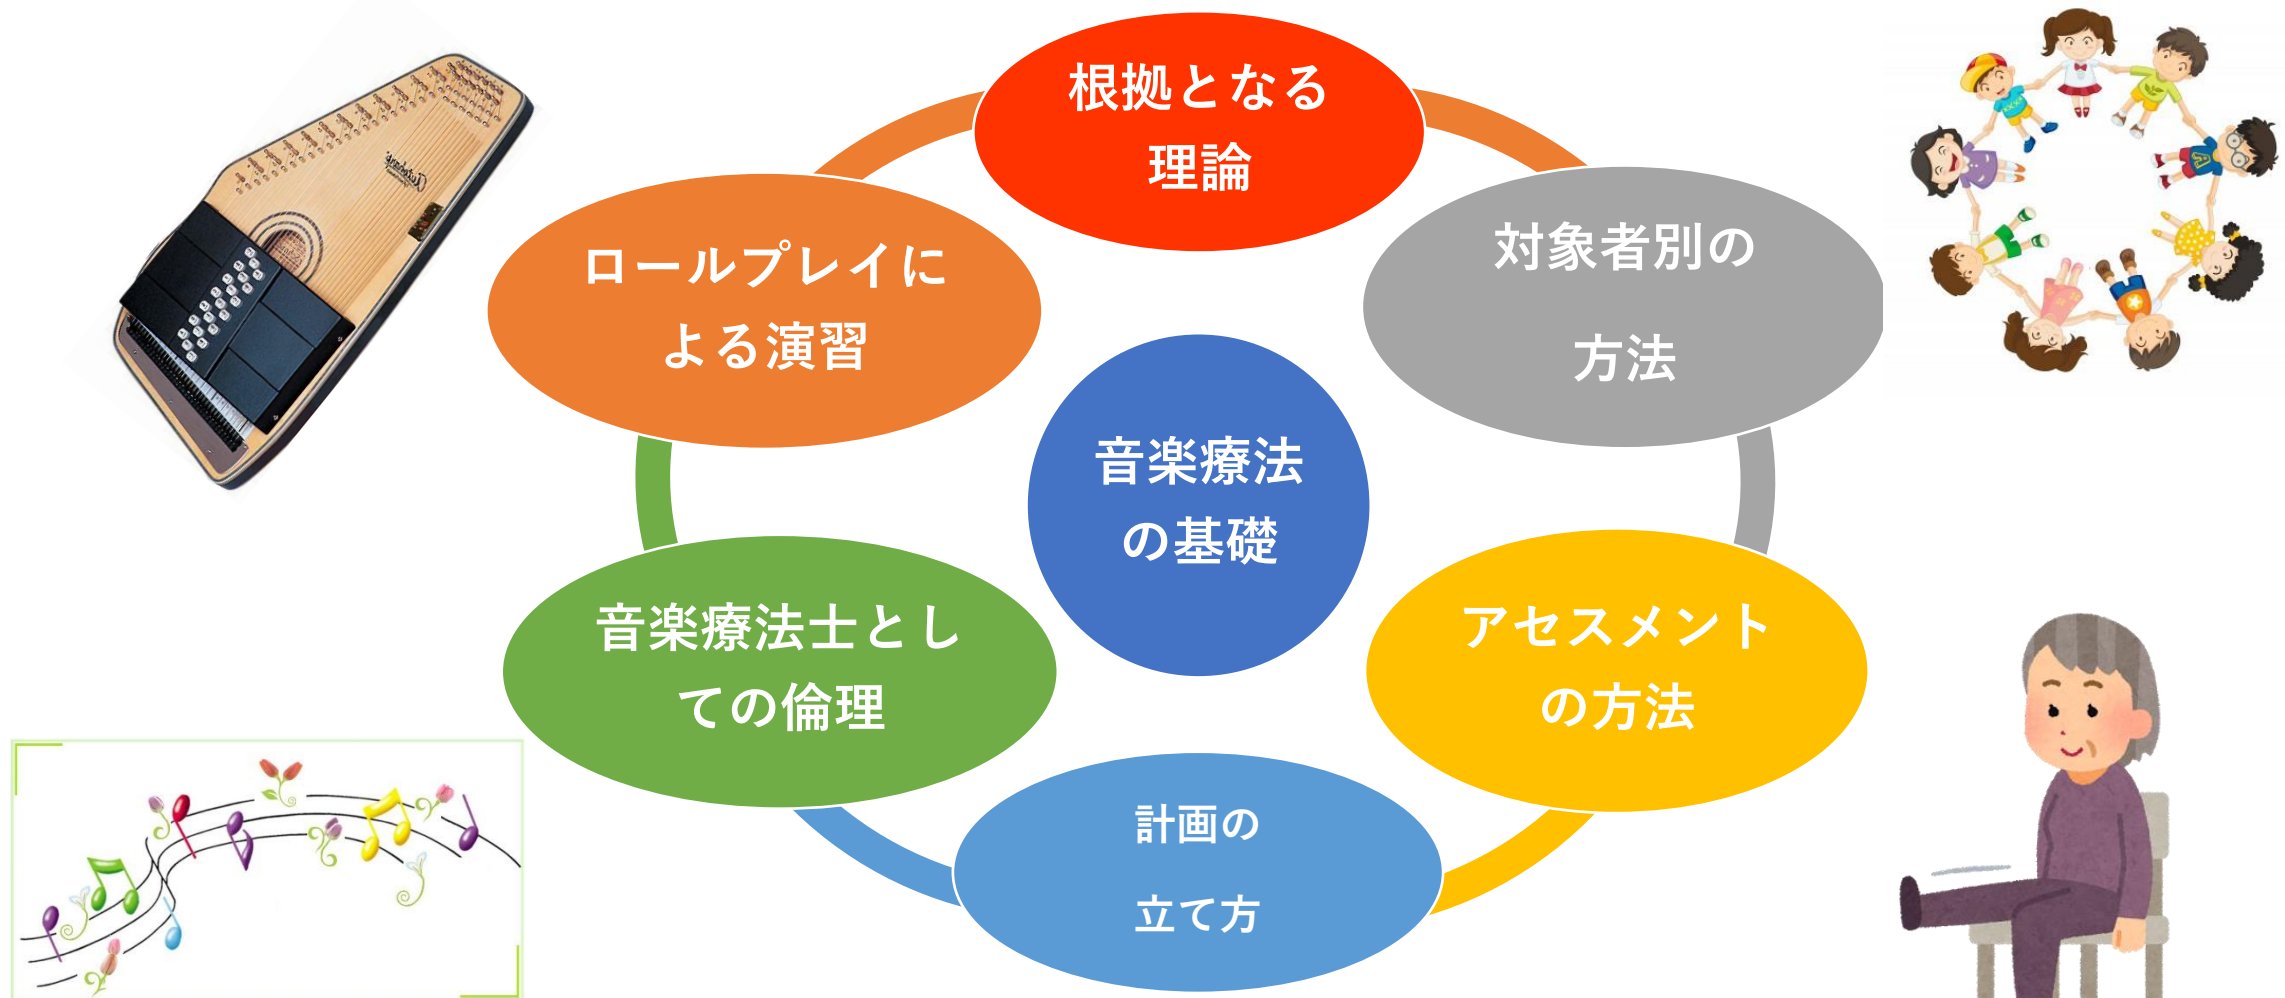 根拠となる
理論
対象者別の
方法
アセスメント
の方法
計画の
立て方
音楽療法士とし
ての倫理
ロールプレイに
よる演習
音楽療法
の基礎